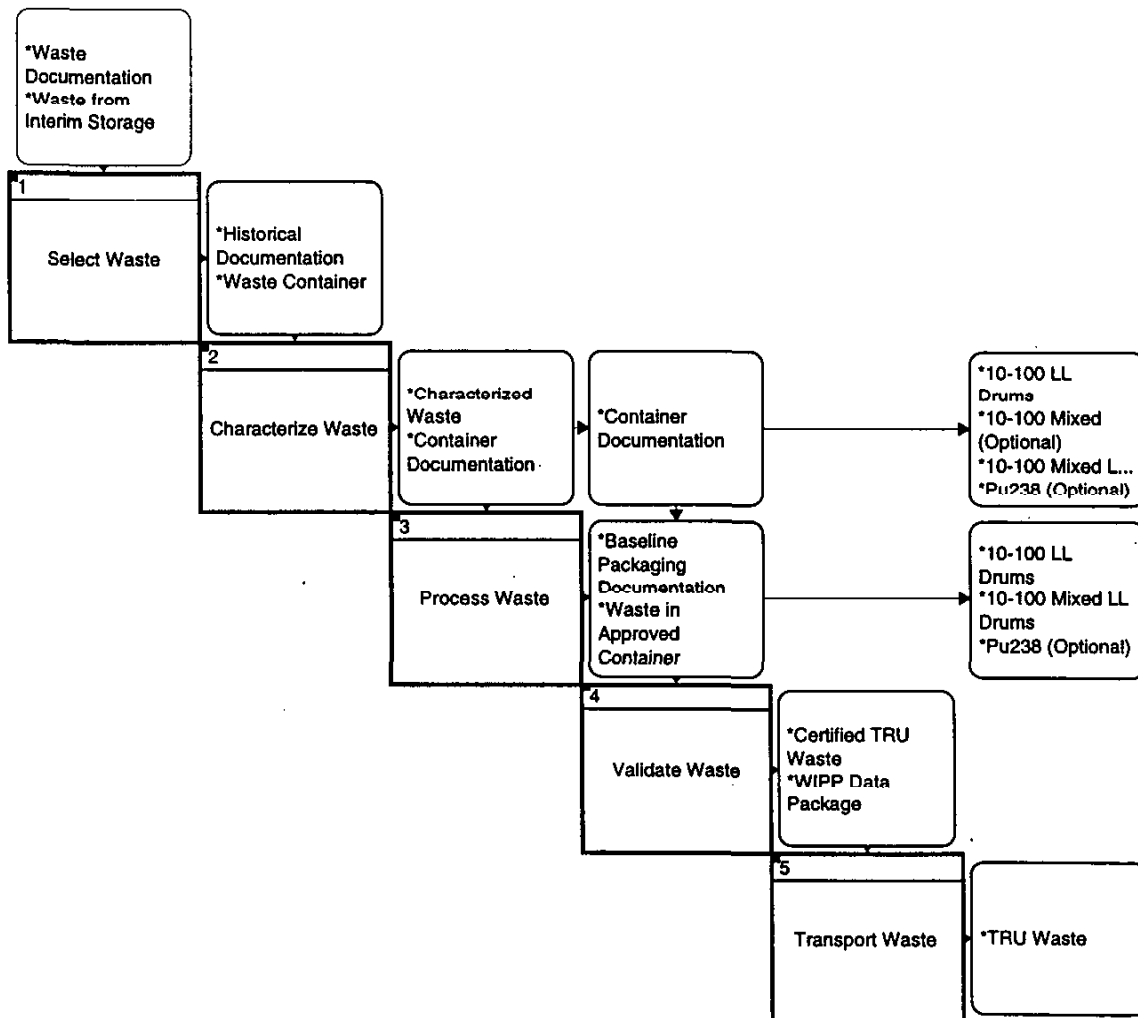 *Waste
Documentation
*Waste from
Interim Storage
1
Select Waste
*Historical
Documentation
*Waste Container
2
Characterize Waste
*Characterized
Waste
*Container
Documentation
*Container
Documentation
*10-100 LL
Drums
*10-100 Mixed
(Optional)
*10-100 Mixed L...
*Pu238 (Optional)
3
Process Waste
*Baseline
Packaging
Documentation
*Waste in
Approved
Container
*10-100 LL
Drums
*10-100 Mixed LL
Drums
*Pu238 (Optional)
4
Validate Waste
*Certified TRU
Waste
*WIPP Data
Package
5
Transport Waste
*TRU Waste